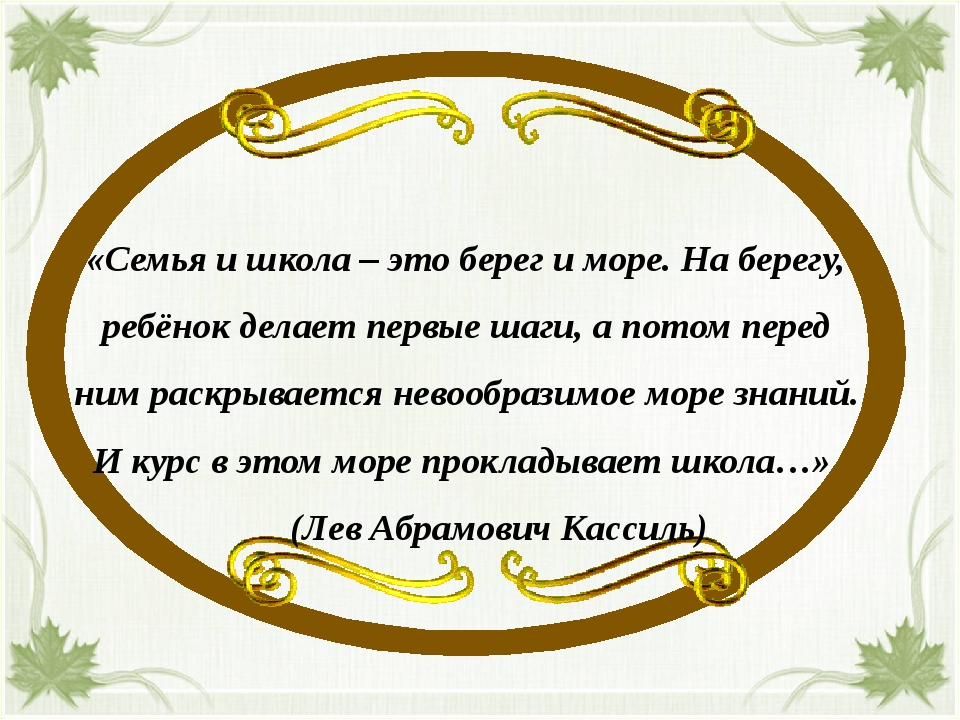 «Семья и школа – это берег и море. На берегу,
ребёнок делает первые шаги, а потом перед
ним раскрывается невообразимое море знаний.
И курс в этом море прокладывает школа…»
(Лев Абрамович Кассиль)